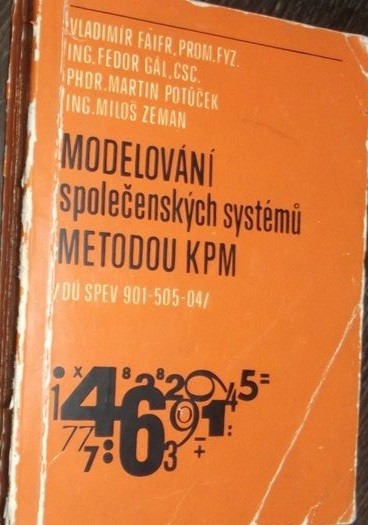 VLADIMÍR FAIFR, PROM. FYZ.
ING. FEDOR GÁL, CSC.
PHDR. MARTIN POTŮČEK
ING. MILOŠ ZEMAN
MODELOVÁNÍ
společenských systémů
METODOU KPM
/DÚ SPEV 901-505-04/